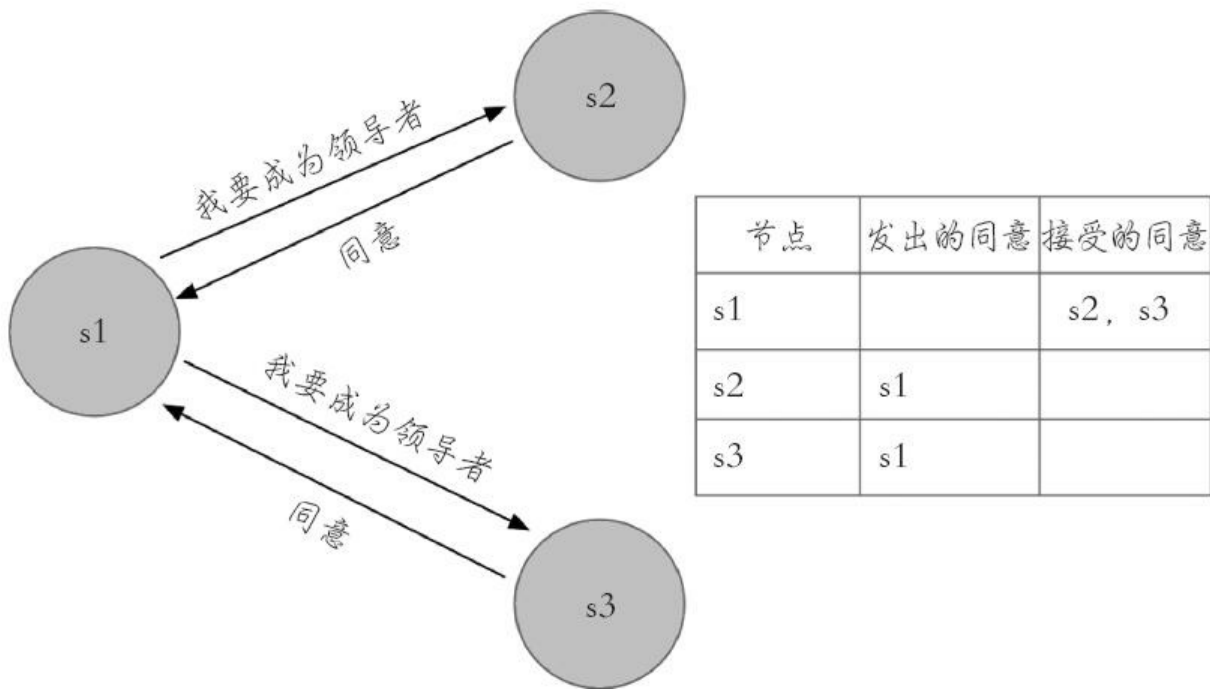 s2
我要成为领导者
同意
s1
我要成为领导者
同意
s3
节点 发出的同意 接受的同意
s1 s2，s3
s2 s1
s3 s1